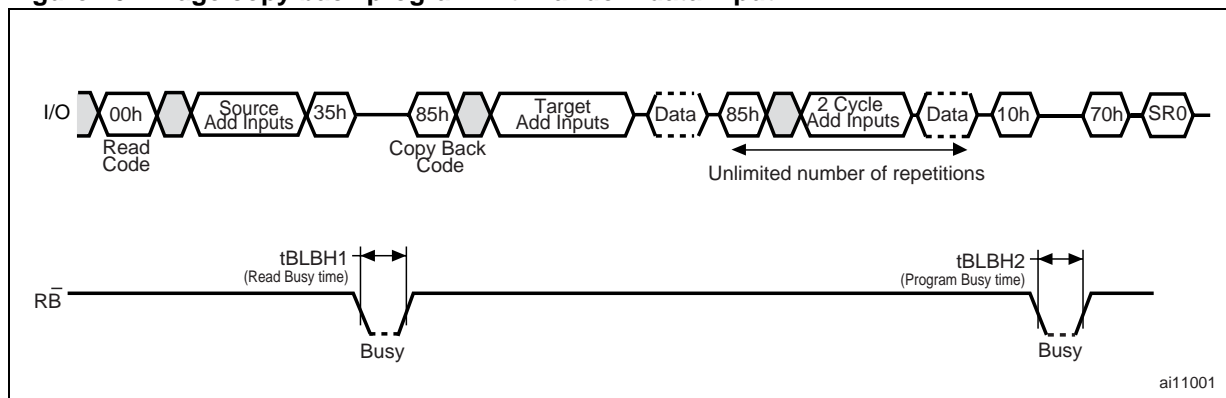 I/O
00h
Source
Add Inputs
35h
85h
Target
Add Inputs
Data
85h
2 Cycle
Add Inputs
Data
10h
70h
SR0
Read
Code
Copy Back
Code
Unlimited number of repetitions
tBLBH1
(Read Busy time)
tBLBH2
(Program Busy time)
RB̅
Busy
Busy
ai11001